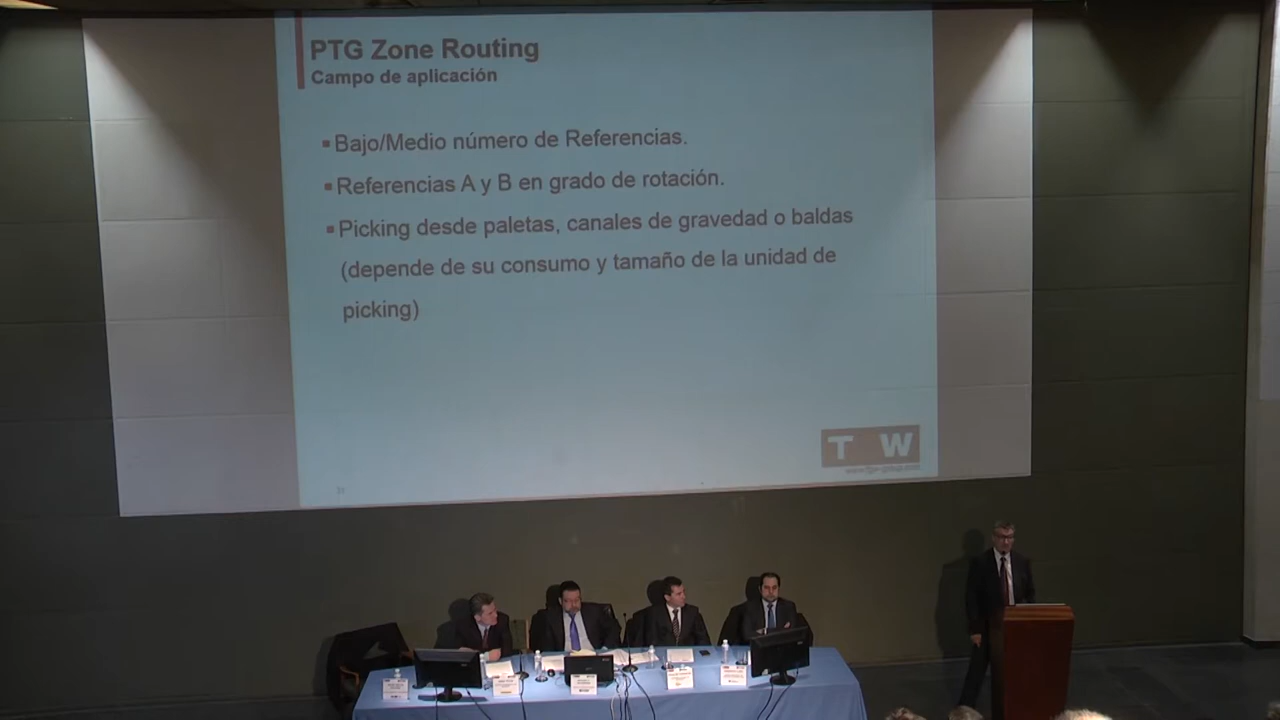 PTG Zone Routing
Campo de aplicación
▪Bajo/Medio número de Referencias.
▪Referencias A y B en grado de rotación.
▪Picking desde paletas, canales de gravedad o baldas
(depende de su consumo y tamaño de la unidad de
picking)
T W